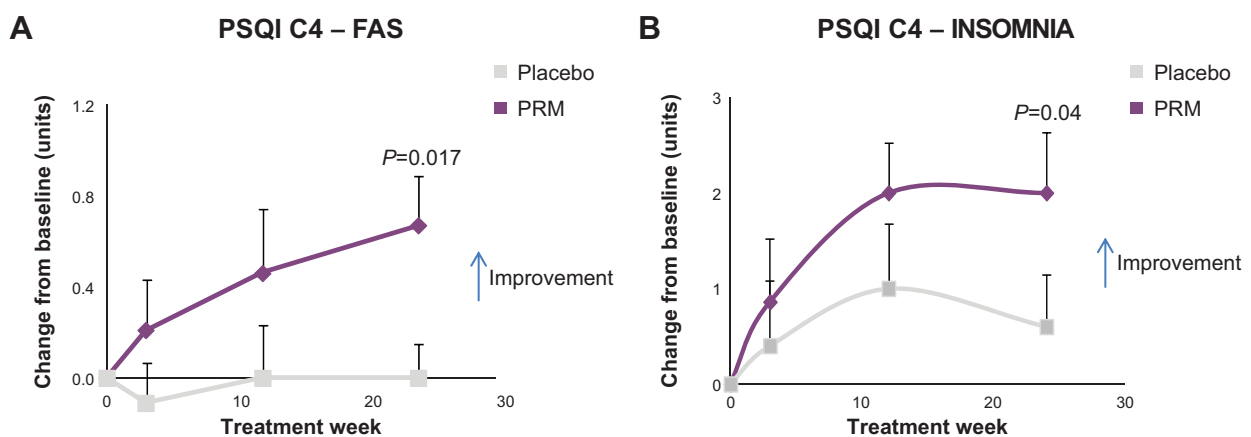 A
PSQI C4 – FAS
Placebo
PRM
Change from baseline (units)
1.2
0.8
0.4
0.0
P=0.017
Improvement
0
10
20
30
Treatment week
B
PSQI C4 – INSOMNIA
Placebo
PRM
Change from baseline (units)
3
2
1
0
P=0.04
Improvement
0
10
20
30
Treatment week